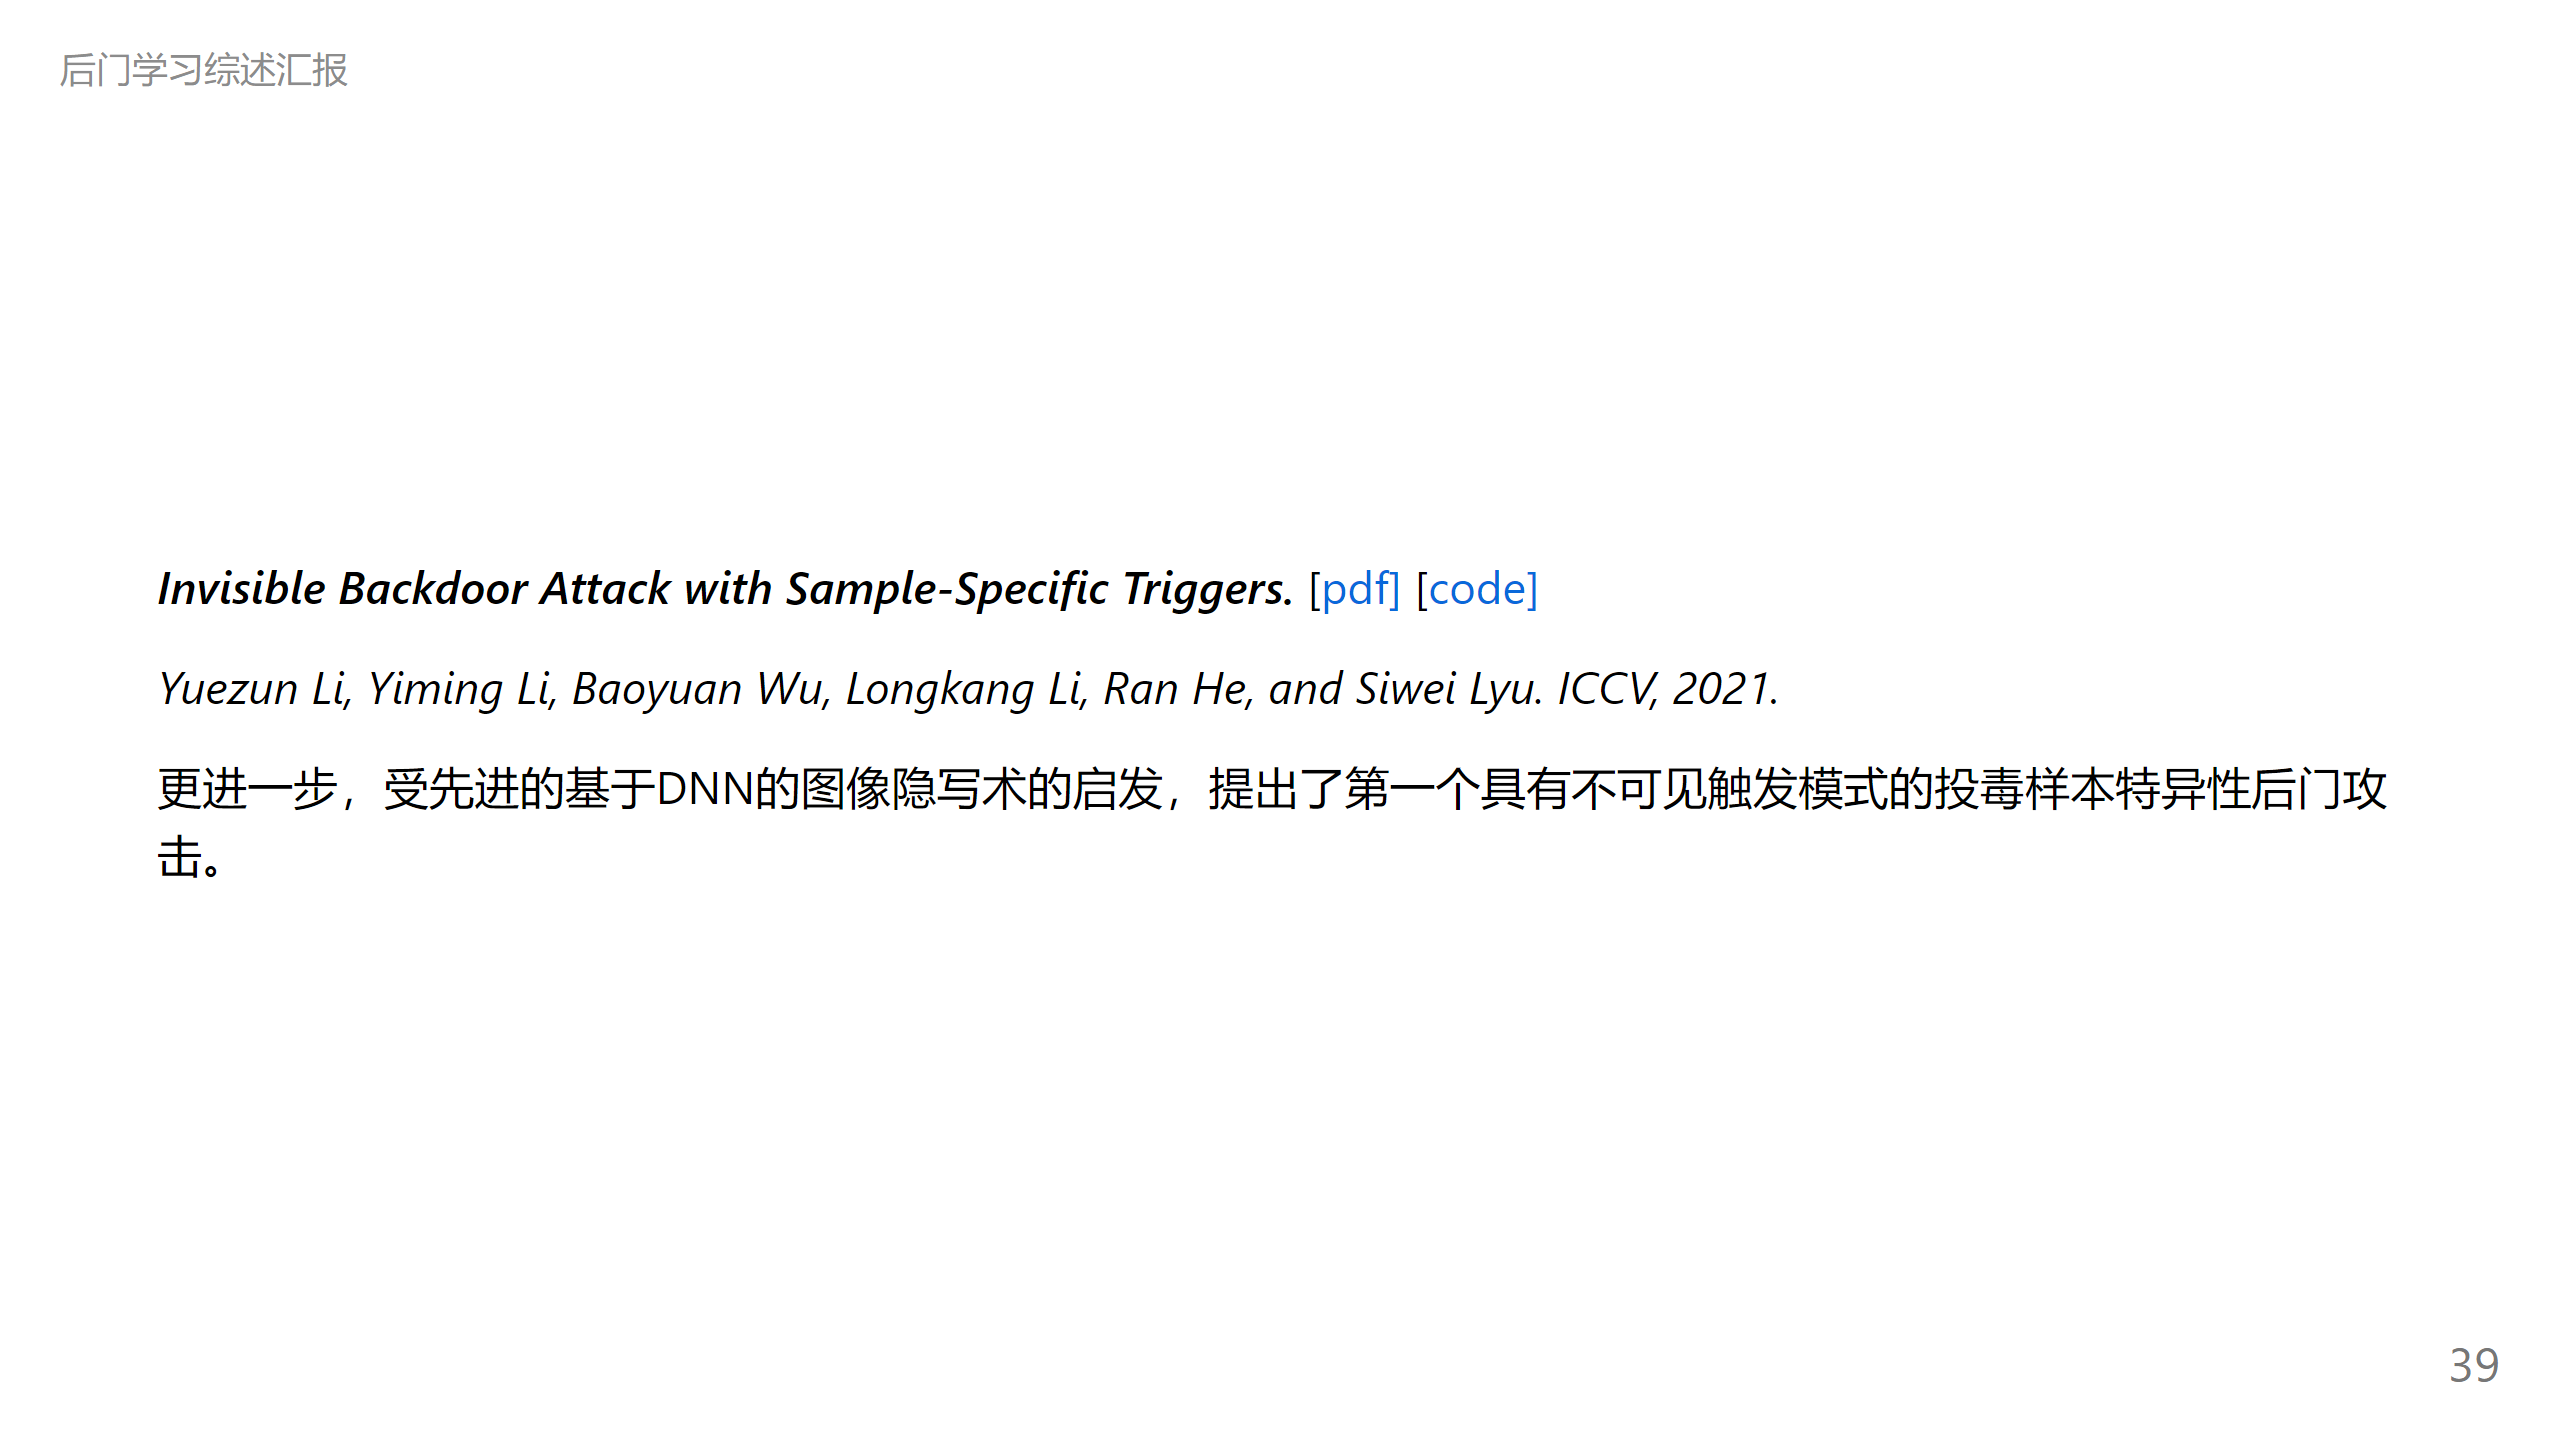 后门学习综述汇报
Invisible Backdoor Attack with Sample-Specific Triggers. [pdf] [code]
Yuezun Li, Yiming Li, Baoyuan Wu, Longkang Li, Ran He, and Siwei Lyu. ICCV, 2021.
更进一步，受先进的基于DNN的图像隐写术的启发，提出了第一个具有不可见触发模式的投毒样本特异性后门攻
击。
39